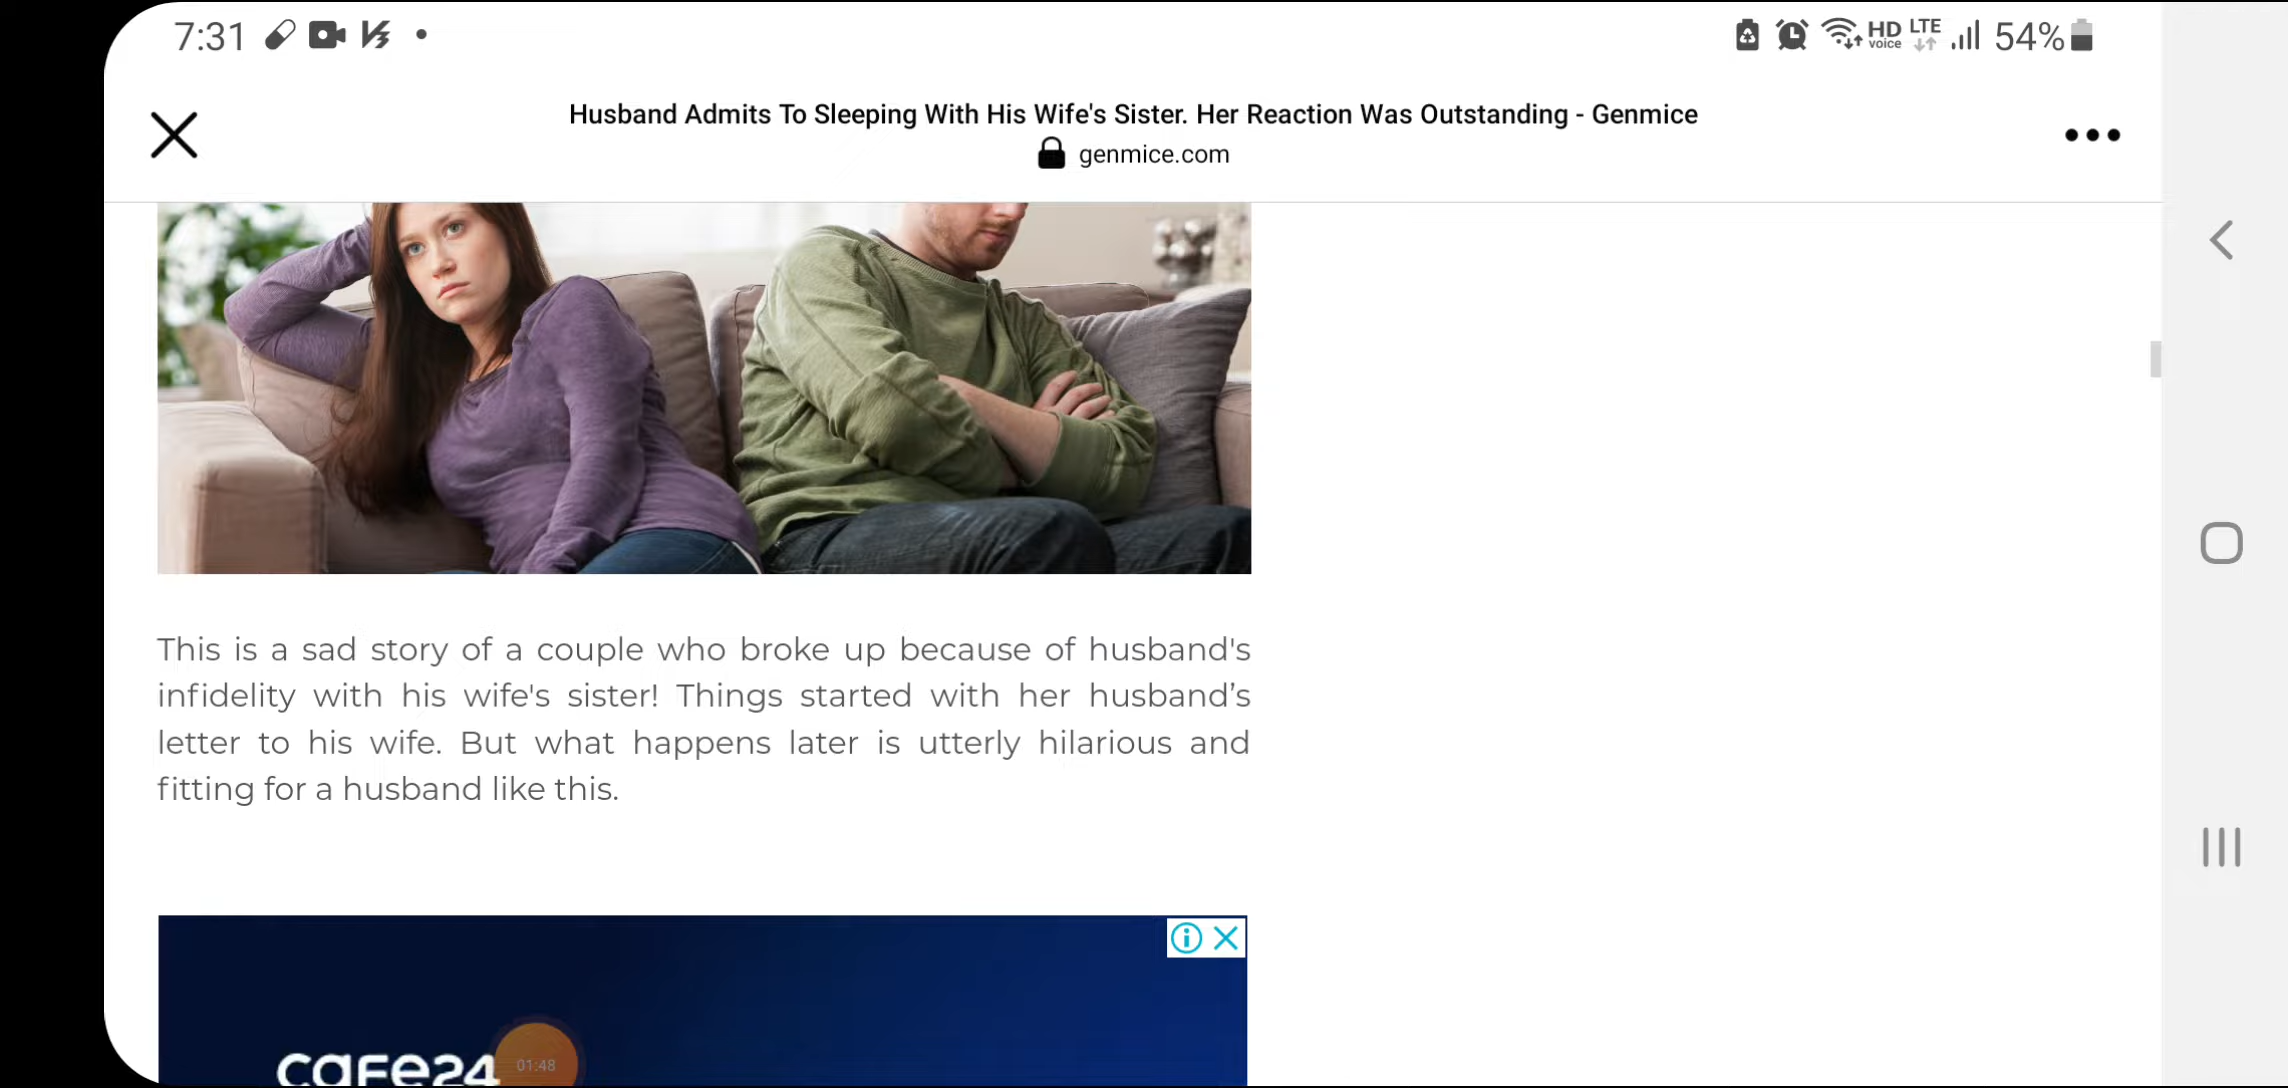 7:31
HD voice LTE 54%
Husband Admits To Sleeping With His Wife's Sister. Her Reaction Was Outstanding - Genmice
genmice.com
This is a sad story of a couple who broke up because of husband's
infidelity with his wife's sister! Things started with her husband’s
letter to his wife. But what happens later is utterly hilarious and
fitting for a husband like this.
cafe24
01:48